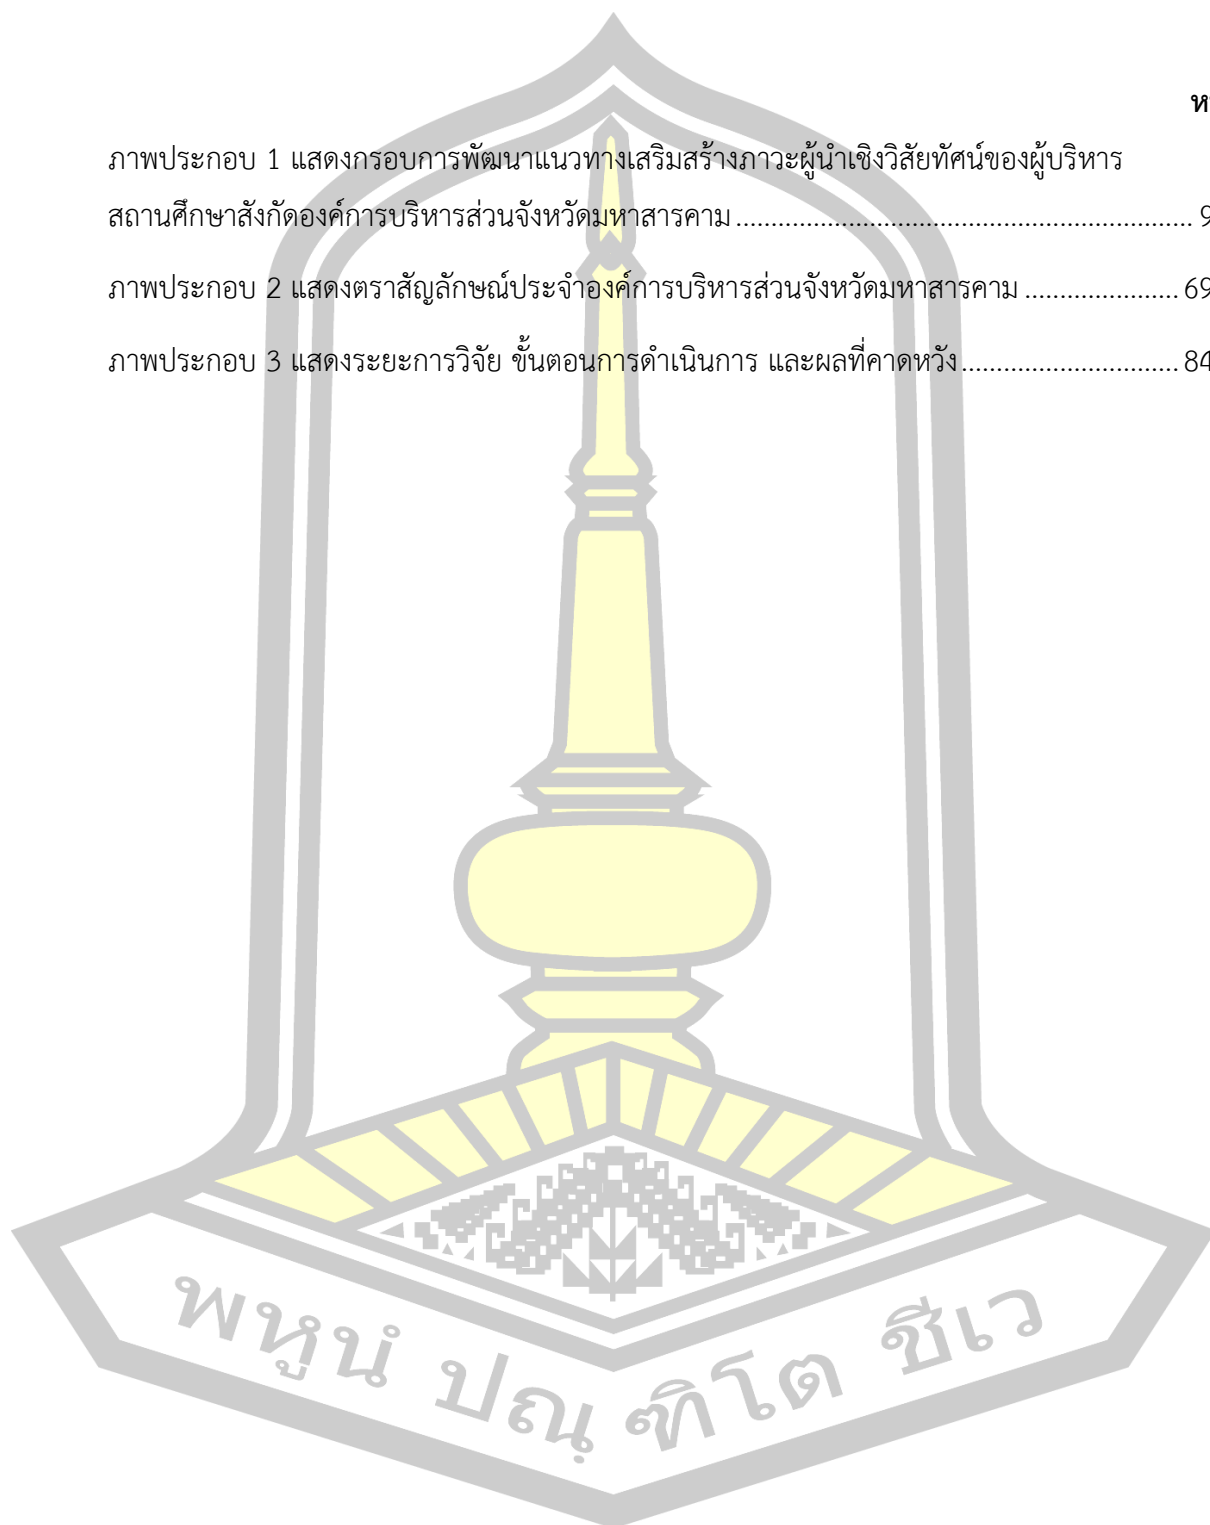 ภาพประกอบ 1 แสดงกรอบการพัฒนาแนวทางเสริมสร้างภาวะผู้นำเชิงวิสัยทัศน์ของผู้บริหาร
สถานศึกษาสังกัดองค์การบริหารส่วนจังหวัดมหาสารคาม ................................................................. 9
ภาพประกอบ 2 แสดงตราสัญลักษณ์ประจำองค์การบริหารส่วนจังหวัดมหาสารคาม ...................... 69
ภาพประกอบ 3 แสดงระยะการวิจัย ขั้นตอนการดำเนินการ และผลที่คาดหวัง............................... 84
พหูนํ ปณฺฑิโต ชีเว